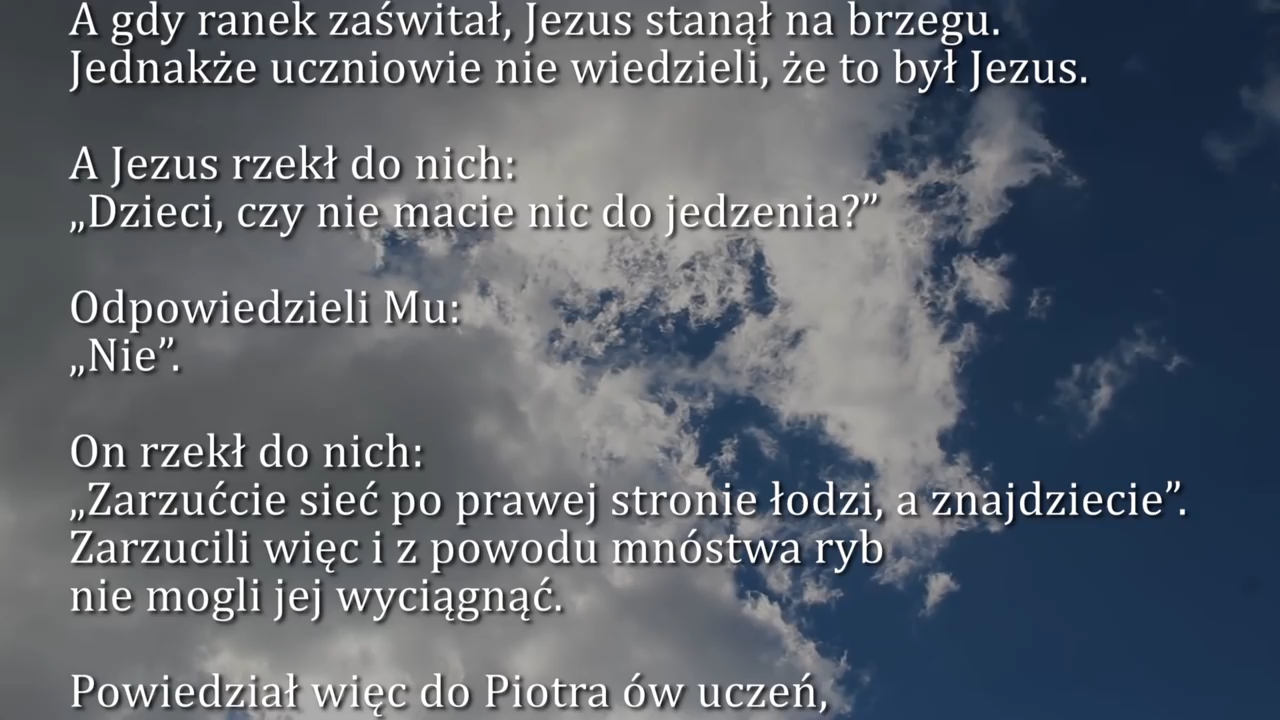 A gdy ranek zaświtał, Jezus stanął na brzegu.
Jednakże uczniowie nie wiedzieli, że to był Jezus.
A Jezus rzekł do nich:
„Dzieci, czy nie macie nic do jedzenia?”
Odpowiedzieli Mu:
„Nie”.
On rzekł do nich:
„Zarzućcie sieć po prawej stronie łodzi, a znajdziecie”.
Zarzucili więc i z powodu mnóstwa ryb
nie mogli jej wyciągnąć.
Powiedział więc do Piotra ów uczeń,